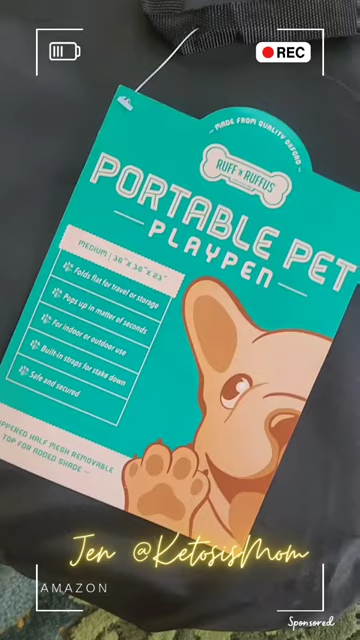 REC
MADE FROM QUALITY OXFORD
RUFF 'N RUFFUS
PORTABLE PET
PLAYPEN
MEDIUM | 36"X 36"X 23"
Folds flat for travel or storage
Pops up in matter of seconds
For indoor or outdoor use
Built-in straps for stake down
Safe and secured
PPERED HALF MESH REMOVABLE
TOP FOR ADDED SHADE
Jen @KetosisMom
AMAZON
Sponsored